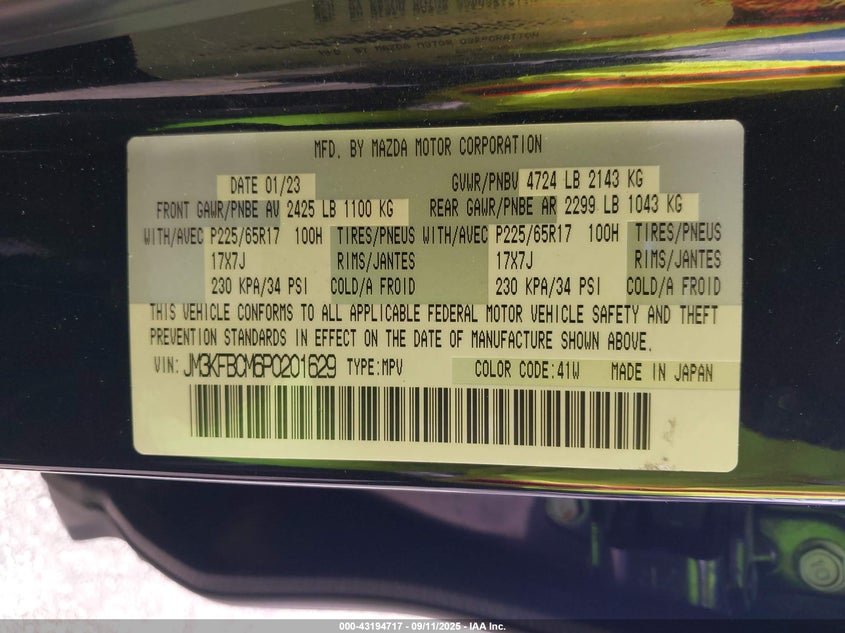 MFD. BY MAZDA MOTOR CORPORATION
DATE 01/23 GVWR/PNBV 4724 LB 2143 KG
FRONT GAWR/PNBE AV 2425 LB 1100 KG REAR GAWR/PNBE AR 2299 LB 1043 KG
WITH/AVEC P225/65R17 100H TIRES/PNEUS WITH/AVEC P225/65R17 100H TIRES/PNEUS
17X7J RIMS/JANTES 17X7J RIMS/JANTES
230 KPA/34 PSI COLD/A FROID 230 KPA/34 PSI COLD/A FROID
THIS VEHICLE CONFORMS TO ALL APPLICABLE FEDERAL MOTOR VEHICLE SAFETY AND THEFT
PREVENTION STANDARDS IN EFFECT ON THE DATE OF MANUFACTURE SHOWN ABOVE.
VIN: JM3KFBCM6P0201629 TYPE:MPV COLOR CODE:41W MADE IN JAPAN
000-43194717 - 09/11/2025 - IAA Inc.